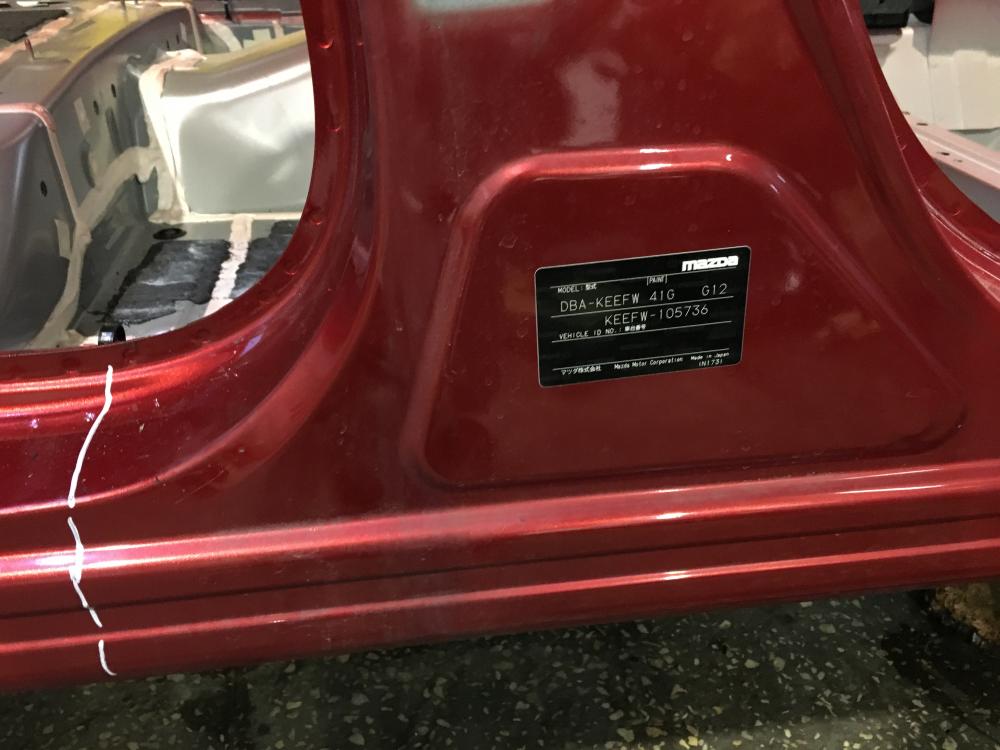 mazda
MODEL: 型式 PAINT
DBA-KEEFW 41G G12
KEEFW-105736
VEHICLE ID NO.: 車台番号
マツダ株式会社 Mazda Motor Corporation Made in Japan
1N1731